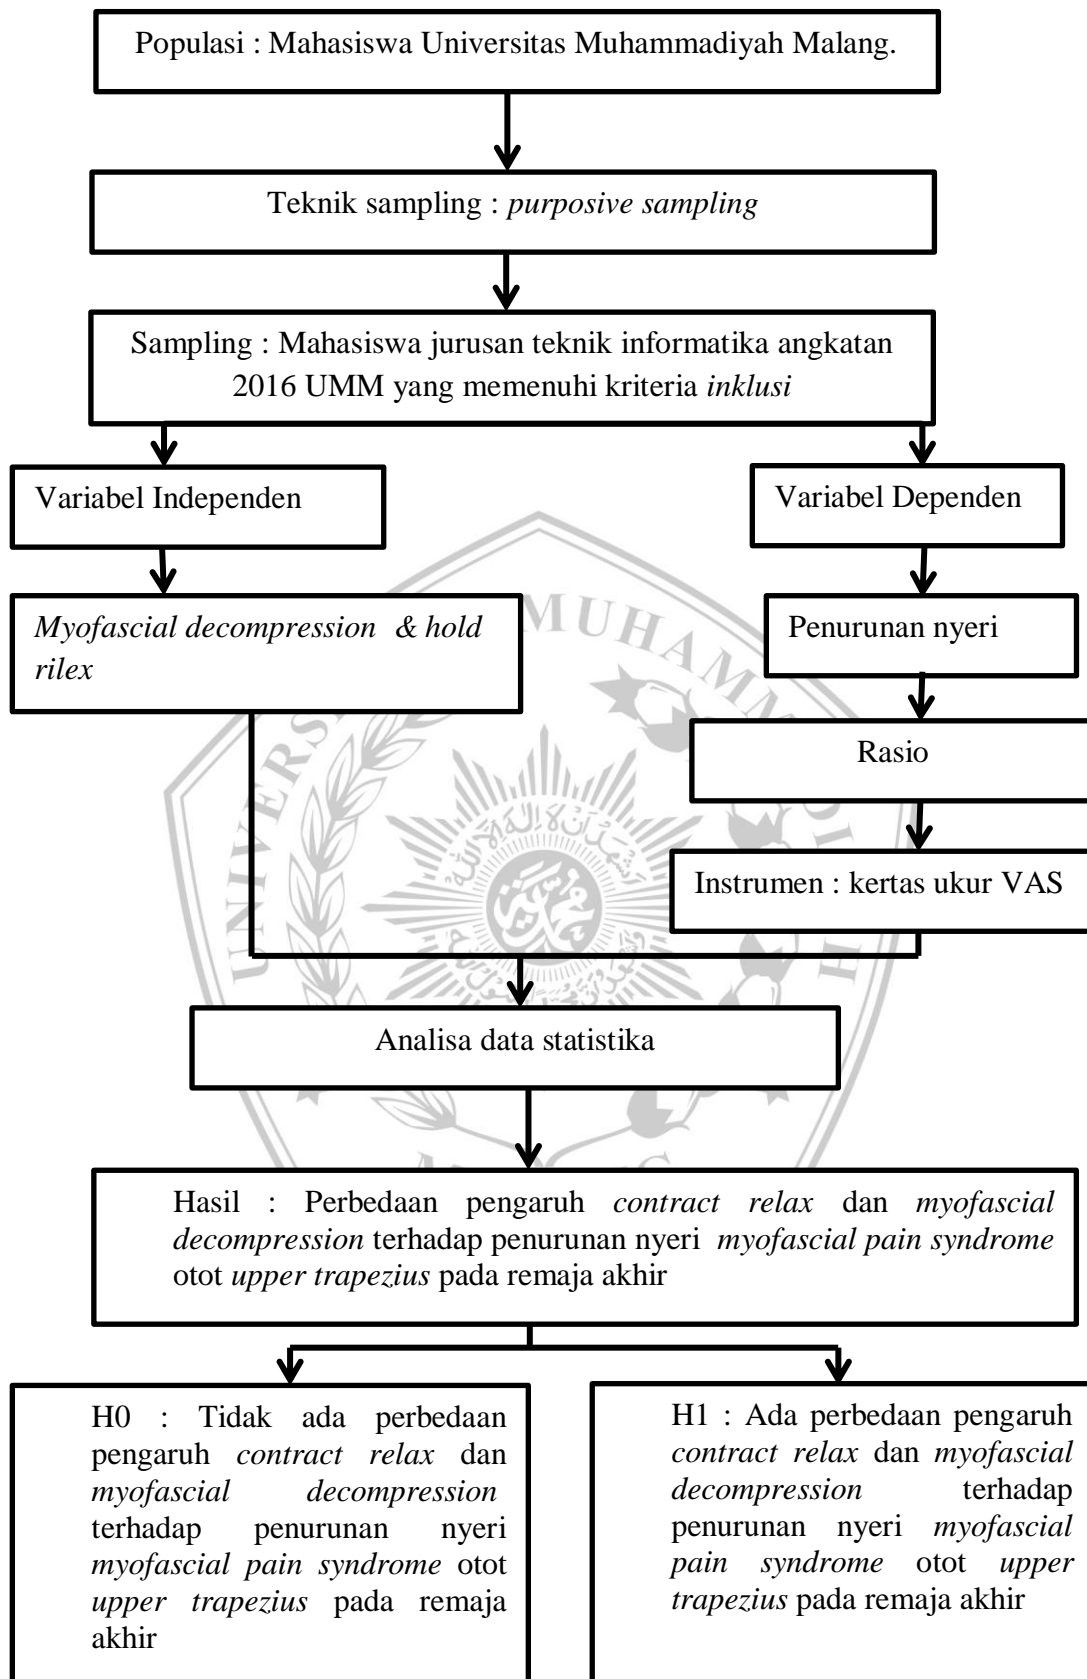 Populasi : Mahasiswa Universitas Muhammadiyah Malang.
Teknik sampling : purposive sampling
Sampling : Mahasiswa jurusan teknik informatika angkatan
2016 UMM yang memenuhi kriteria inklusi
Variabel Independen
Variabel Dependen
Myofascial decompression & hold
rilex
Penurunan nyeri
Rasio
Instrumen : kertas ukur VAS
Analisa data statistika
Hasil : Perbedaan pengaruh contract relax dan myofascial
decompression terhadap penurunan nyeri myofascial pain syndrome
otot upper trapezius pada remaja akhir
H0 : Tidak ada perbedaan
pengaruh contract relax dan
myofascial decompression
terhadap penurunan nyeri
myofascial pain syndrome otot
upper trapezius pada remaja
akhir
H1 : Ada perbedaan pengaruh
contract relax dan myofascial
decompression terhadap
penurunan nyeri myofascial
pain syndrome otot upper
trapezius pada remaja akhir